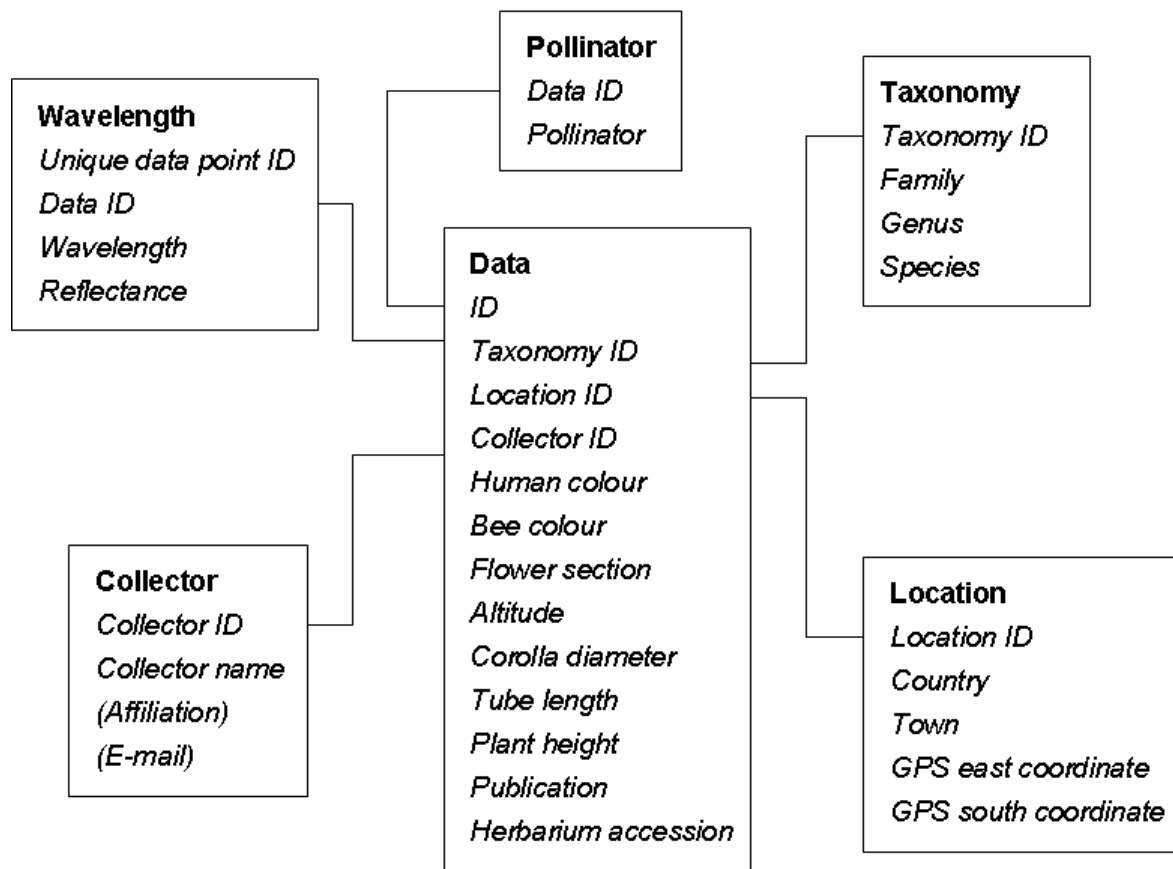 Pollinator
Data ID
Pollinator
Wavelength
Unique data point ID
Data ID
Wavelength
Reflectance
Taxonomy
Taxonomy ID
Family
Genus
Species
Data
ID
Taxonomy ID
Location ID
Collector ID
Human colour
Bee colour
Flower section
Altitude
Corolla diameter
Tube length
Plant height
Publication
Herbarium accession
Collector
Collector ID
Collector name
(Affiliation)
(E-mail)
Location
Location ID
Country
Town
GPS east coordinate
GPS south coordinate